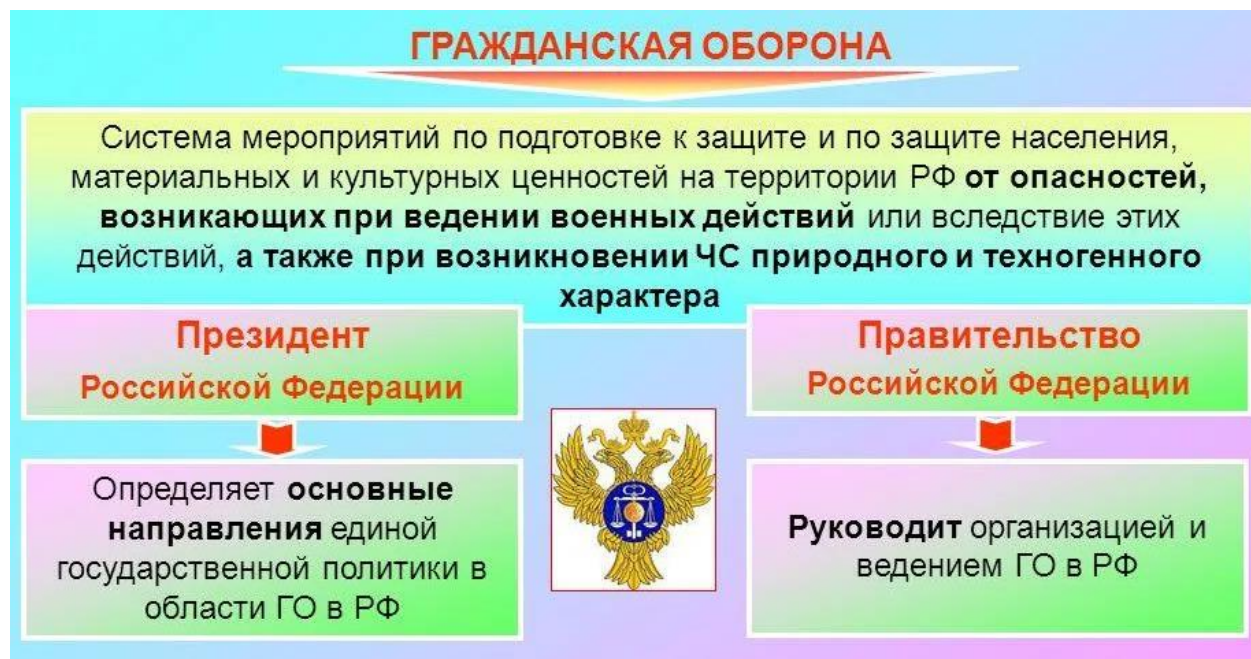 ГРАЖДАНСКАЯ ОБОРОНА
Система мероприятий по подготовке к защите и по защите населения,
материальных и культурных ценностей на территории РФ от опасностей,
возникающих при ведении военных действий или вследствие этих
действий, а также при возникновении ЧС природного и техногенного
характера
Президент
Российской Федерации
Определяет основные
направления единой
государственной политики в
области ГО в РФ
Правительство
Российской Федерации
Руководит организацией и
ведением ГО в РФ